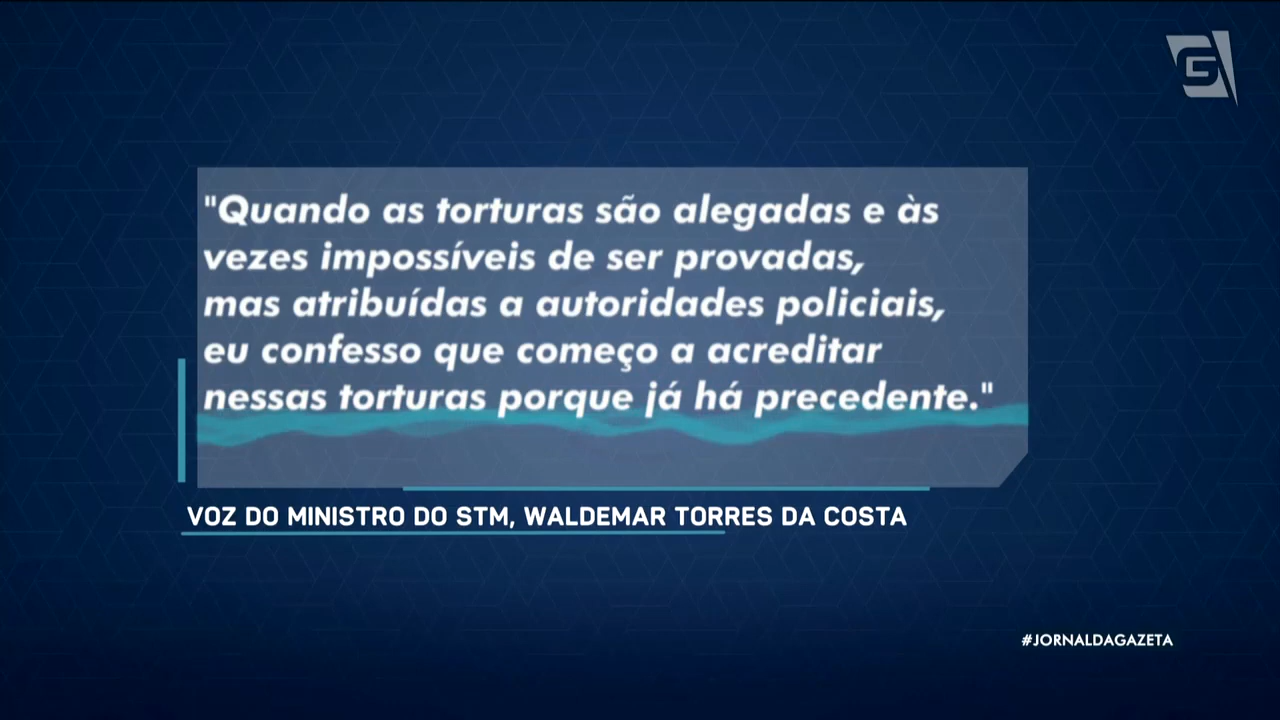 "Quando as torturas são alegadas e às
vezes impossíveis de ser provadas,
mas atribuídas a autoridades policiais,
eu confesso que começo a acreditar
nessas torturas porque já há precedente."
VOZ DO MINISTRO DO STM, WALDEMAR TORRES DA COSTA
#JORNALDAGAZETA